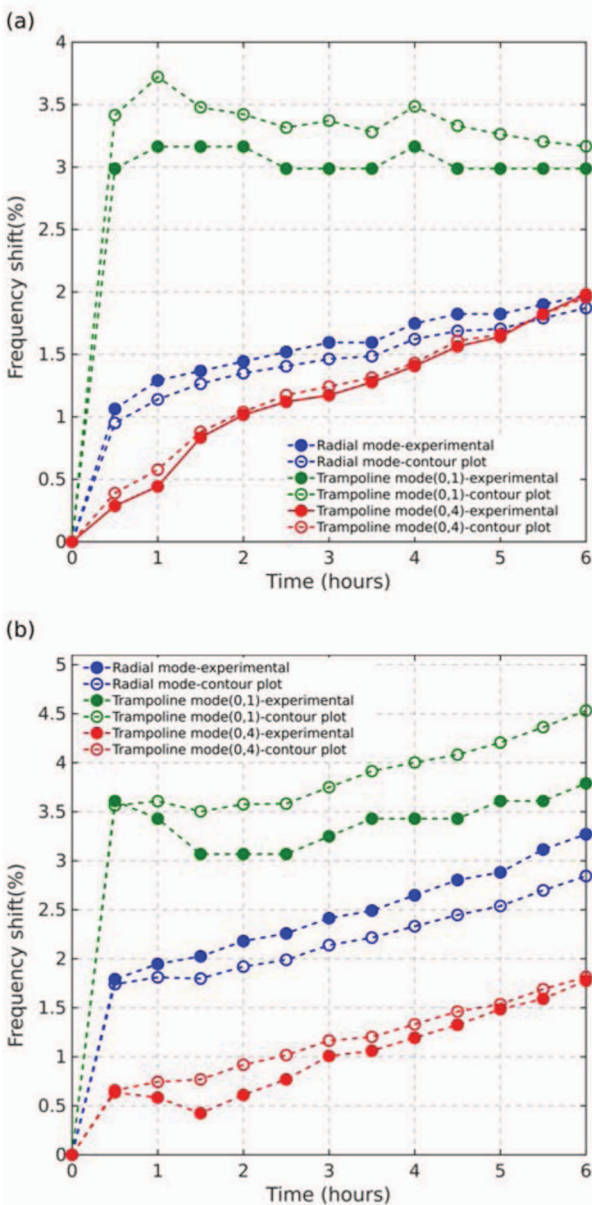 (a)
4
3.5
3
2.5
2
1.5
1
0.5
0
Frequency shift(%)
Radial mode-experimental
Radial mode-contour plot
Trampoline mode(0,1)-experimental
Trampoline mode(0,1)-contour plot
Trampoline mode(0,4)-experimental
Trampoline mode(0,4)-contour plot
0 1 2 3 4 5 6
Time (hours)
(b)
5
4.5
4
3.5
3
2.5
2
1.5
1
0.5
0
Frequency shift(%)
Radial mode-experimental
Radial mode-contour plot
Trampoline mode(0,1)-experimental
Trampoline mode(0,1)-contour plot
Trampoline mode(0,4)-experimental
Trampoline mode(0,4)-contour plot
0 1 2 3 4 5 6
Time (hours)